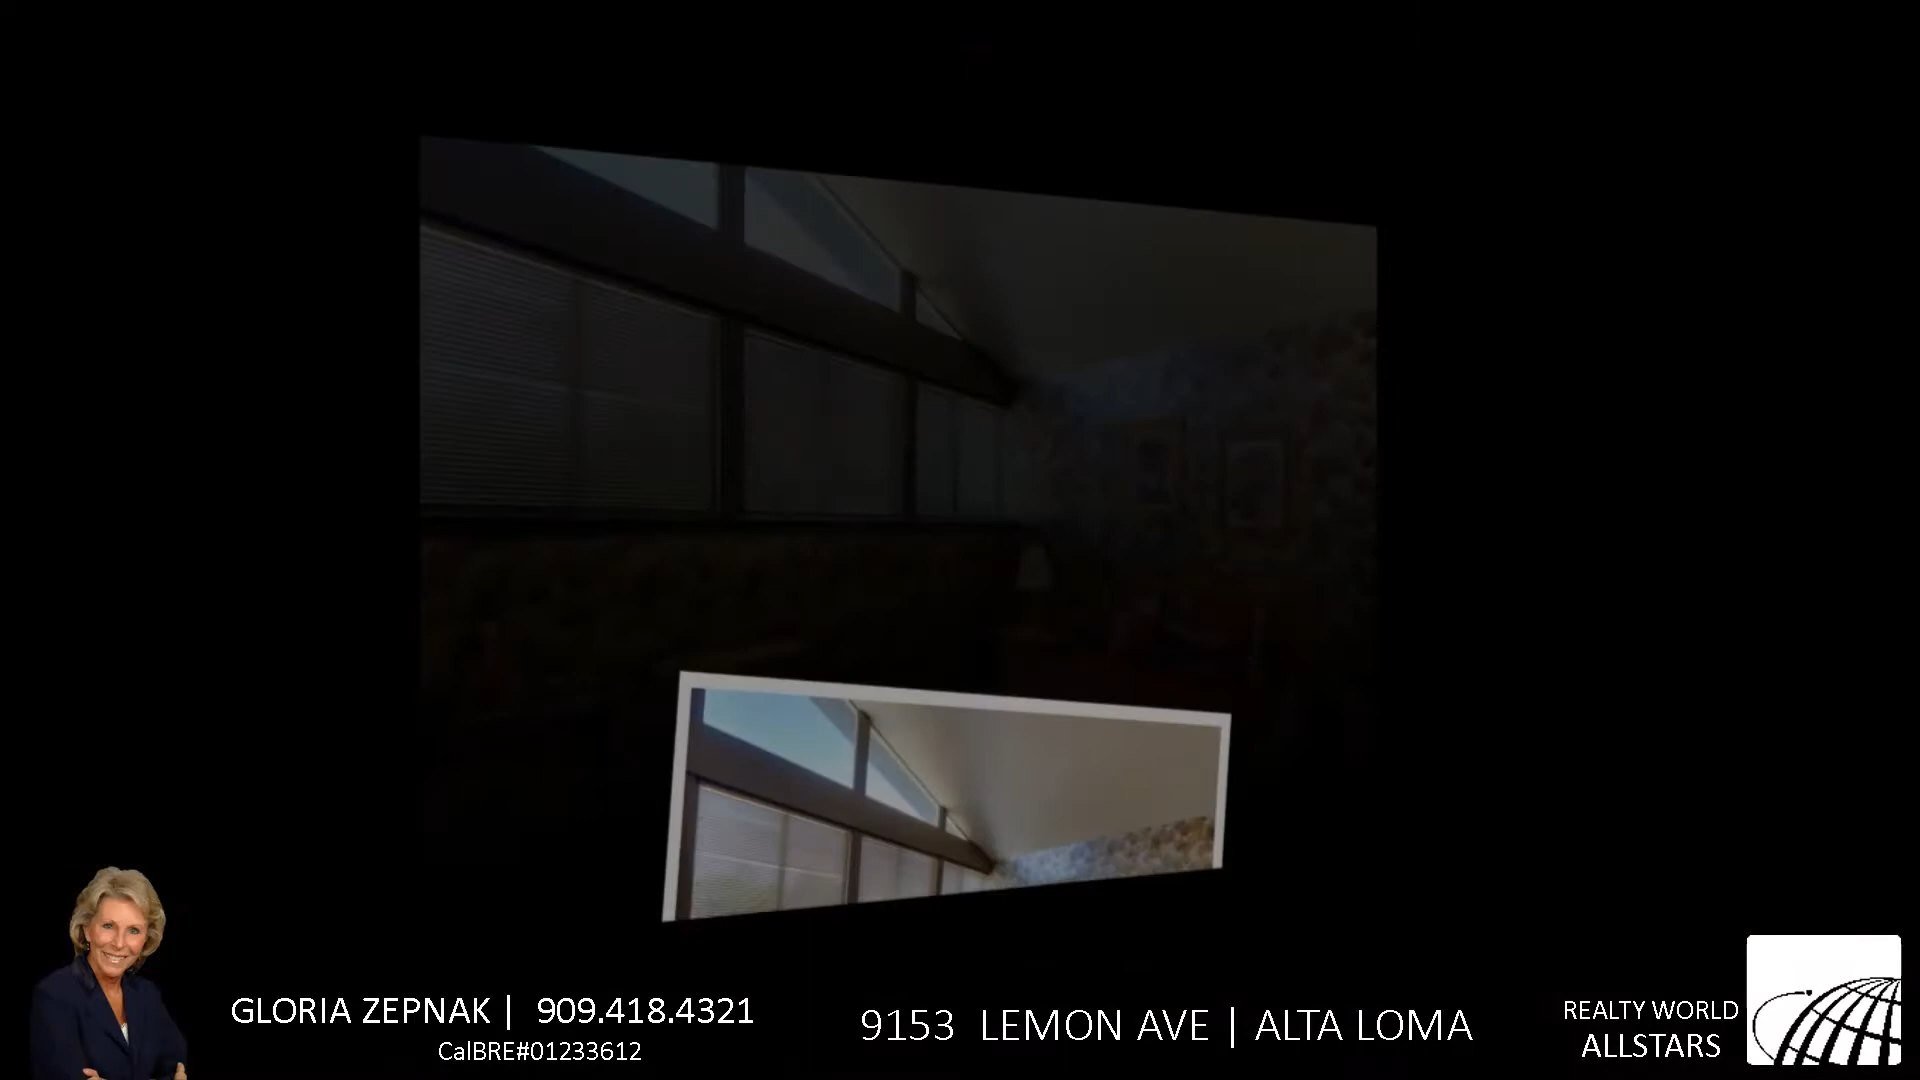 GLORIA ZEPNAK | 909.418.4321
CalBRE#01233612
9153 LEMON AVE | ALTA LOMA
REALTY WORLD
ALLSTARS